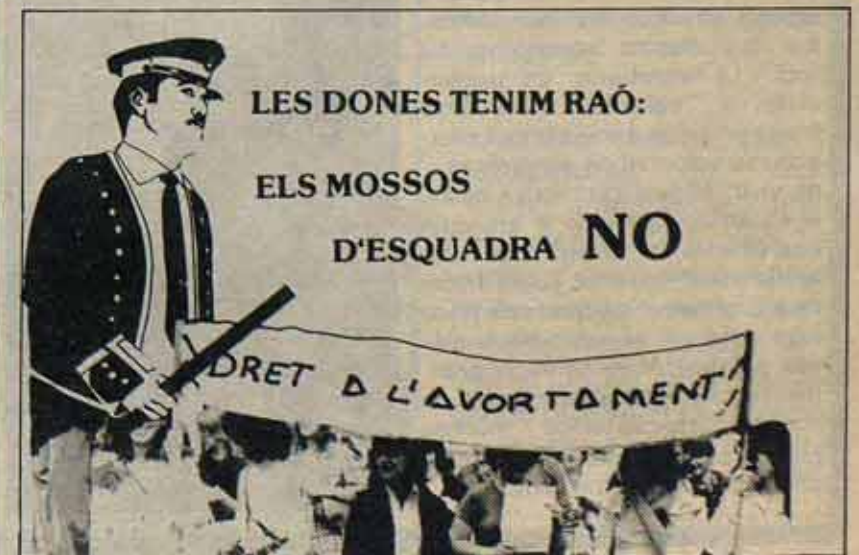 LES DONES TENIM RAÓ:
ELS MOSSOS
D'ESQUADRA NO
DRET A L'AVORTAMENT